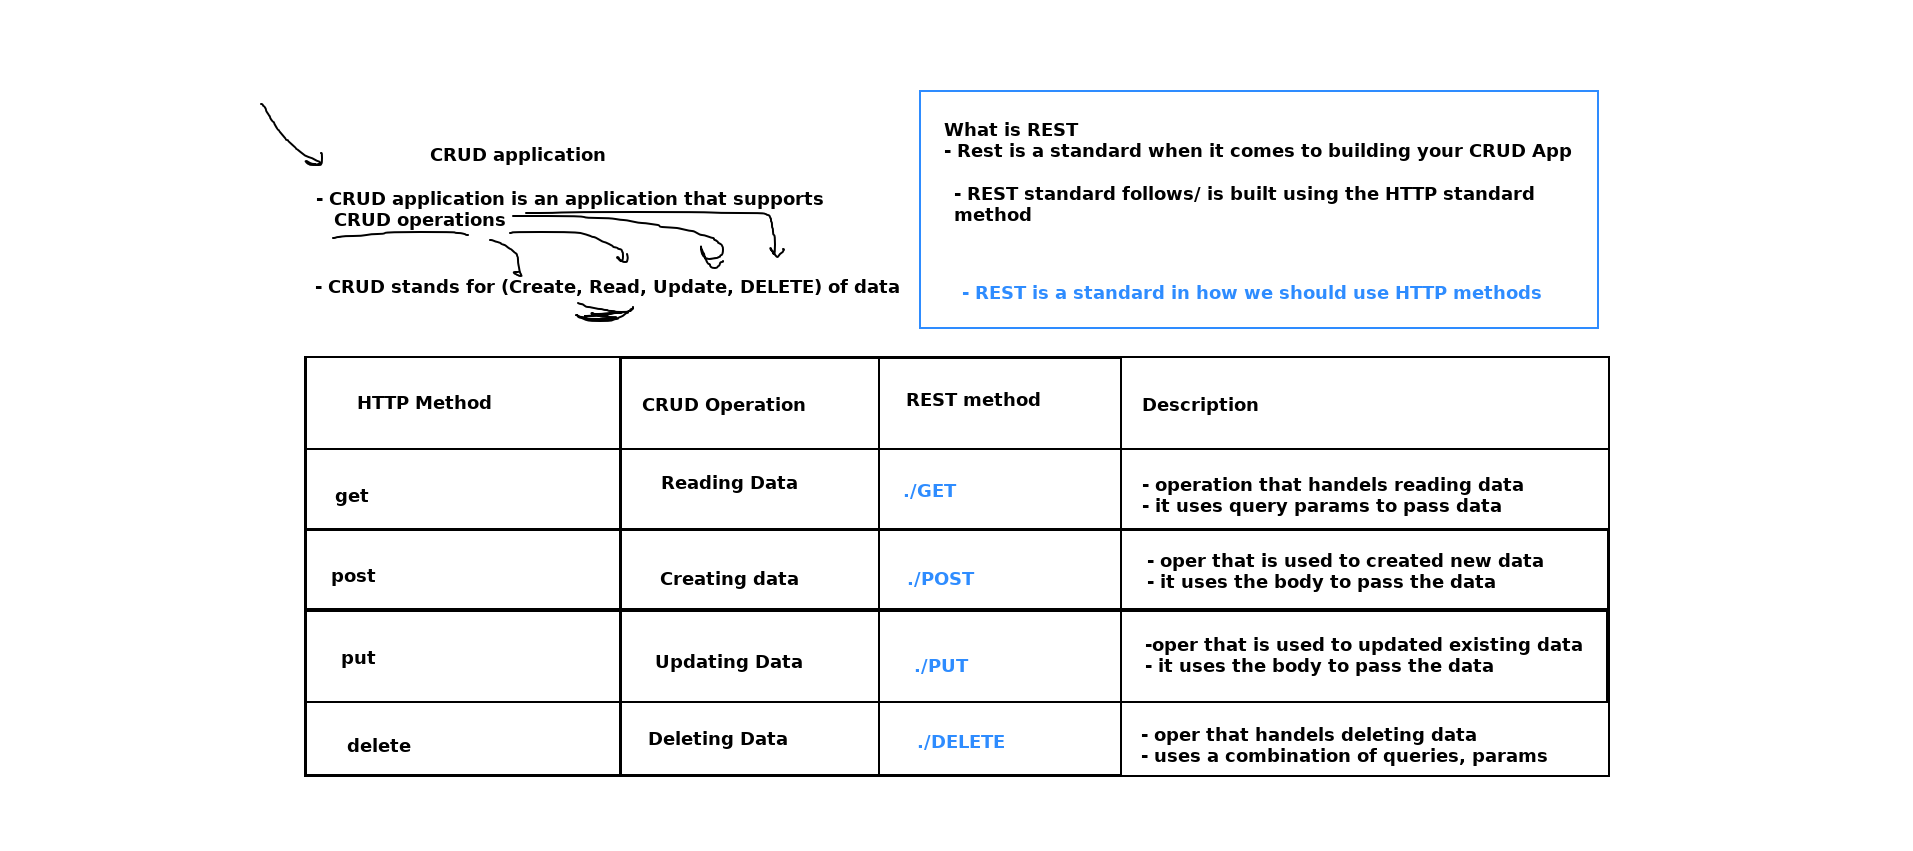 CRUD application
- CRUD application is an application that supports
CRUD operations
- CRUD stands for (Create, Read, Update, DELETE) of data
What is REST
- Rest is a standard when it comes to building your CRUD App
- REST standard follows/ is built using the HTTP standard
method
- REST is a standard in how we should use HTTP methods
HTTP Method
CRUD Operation
REST method
Description
get
Reading Data
./GET
- operation that handels reading data
- it uses query params to pass data
post
Creating data
./POST
- oper that is used to created new data
- it uses the body to pass the data
put
Updating Data
./PUT
-oper that is used to updated existing data
- it uses the body to pass the data
delete
Deleting Data
./DELETE
- oper that handels deleting data
- uses a combination of queries, params